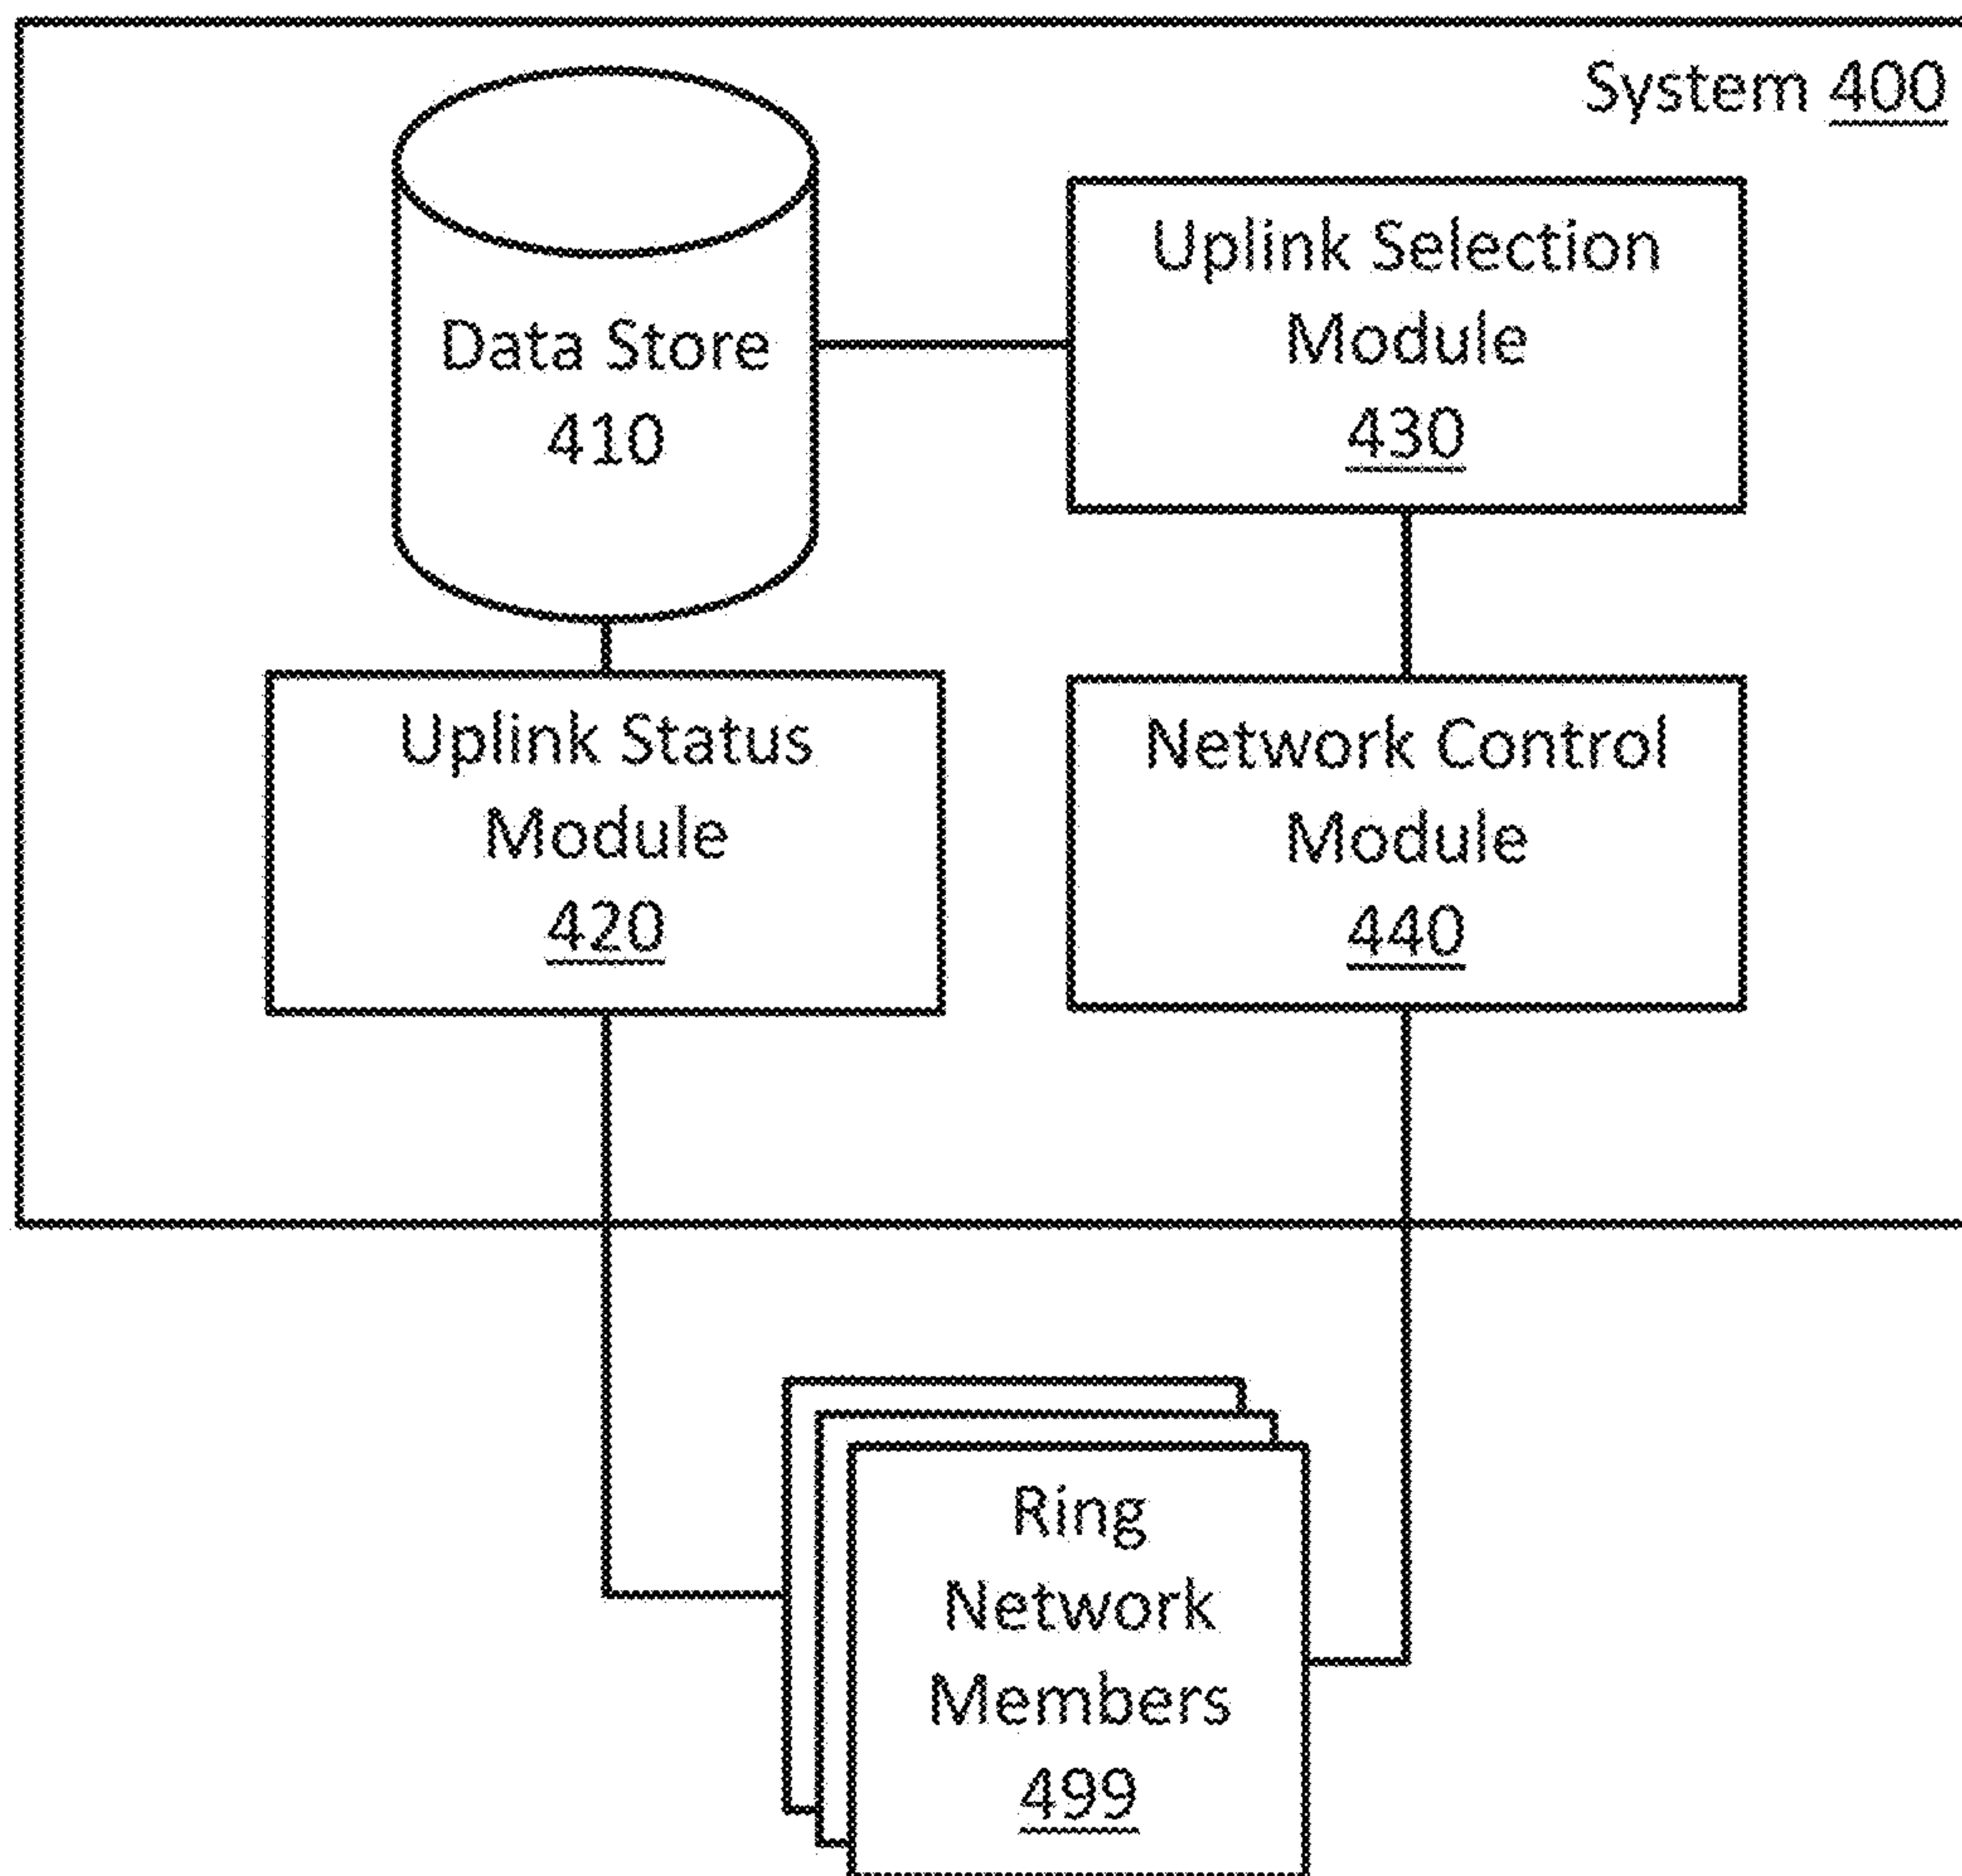 System 400
Data Store
410
Uplink Selection
Module
430
Uplink Status
Module
420
Network Control
Module
440
Ring
Network
Members
499